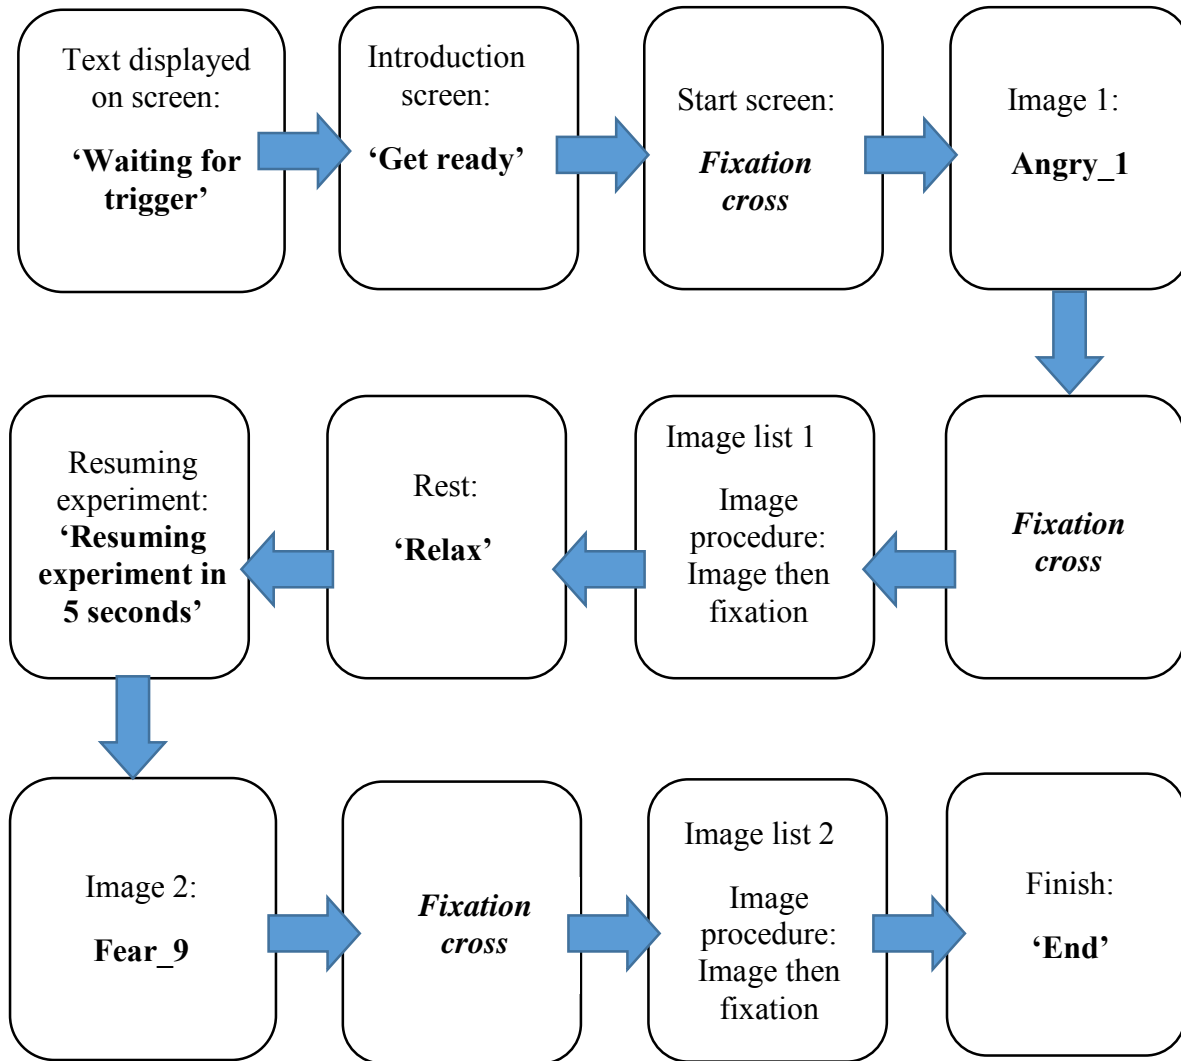 Text displayed
on screen:
‘Waiting for
trigger’
Introduction
screen:
‘Get ready’
Start screen:
Fixation
cross
Image 1:
Angry_1
Fixation
cross
Image list 1
Image
procedure:
Image then
fixation
Rest:
‘Relax’
Resuming
experiment:
‘Resuming
experiment in
5 seconds’
Image 2:
Fear_9
Fixation
cross
Image list 2
Image
procedure:
Image then
fixation
Finish:
‘End’